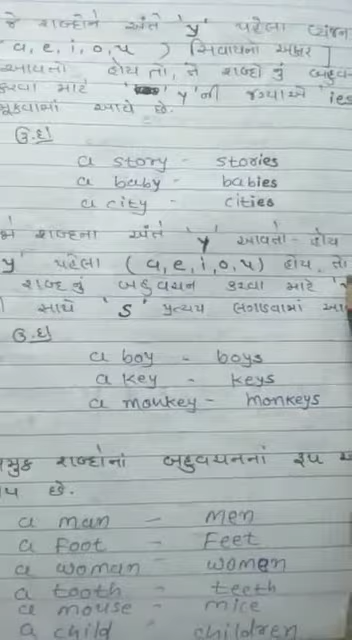 જે શબ્દોને અંતે 'y' પહેલા વ્યંજન
(a, e, i, o, u) સિવાયના અક્ષર ]
આવતો હોય તો, તે શબ્દોનું બહુવચન
કરવા માટે 'y' ની જગ્યાએ 'ies
મૂકવામાં આવે છે.
ઉ.દા
a story - stories
a baby - babies
a city - cities
જે શબ્દના અંતે 'y' આવતો હોય
y' પહેલા (a, e, i, o, u) હોય તો
શબ્દનું બહુવચન કરવા માટે
સાથે 's' પ્રત્યય લગાડવામાં આ
ઉ.દા
a boy - boys
a key - keys
a monkey - monkeys
અમુક શબ્દોનાં બહુવચનનાં રૂપ
છે.
a man - men
a foot - feet
a woman - women
a tooth - teeth
a mouse - mice
a child - children